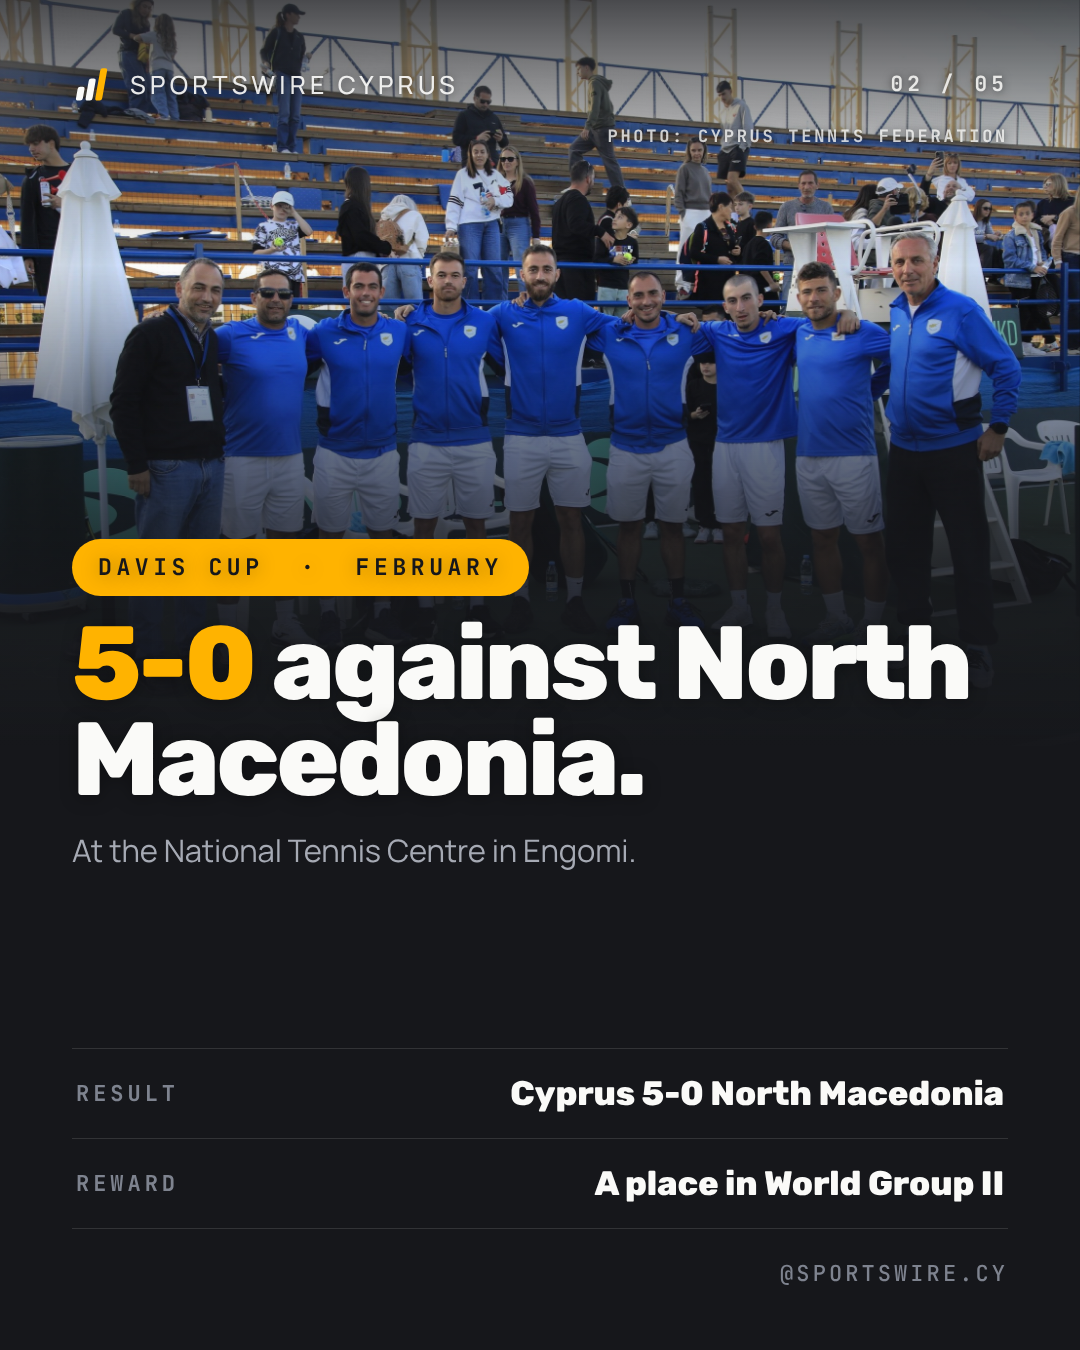 SPORTSWIRE CYPRUS
02 / 05
PHOTO: CYPRUS TENNIS FEDERATION
DAVIS CUP · FEBRUARY
5-0 against North
Macedonia.
At the National Tennis Centre in Engomi.
RESULT
Cyprus 5-0 North Macedonia
REWARD
A place in World Group II
@SPORTSWIRE.CY